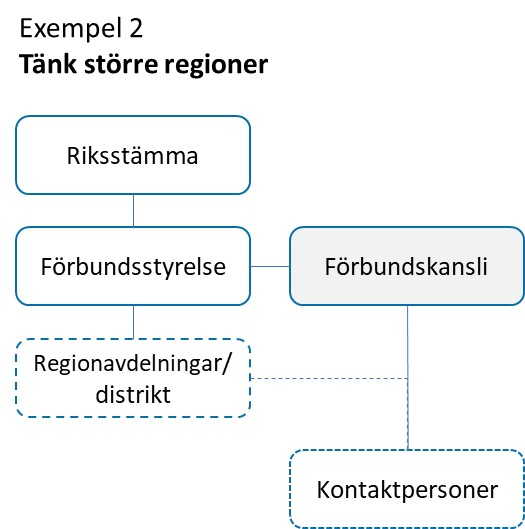 Exempel 2
Tänk större regioner
Riksstämma
Förbundsstyrelse
Förbundskansli
Regionavdelningar/
distrikt
Kontaktpersoner